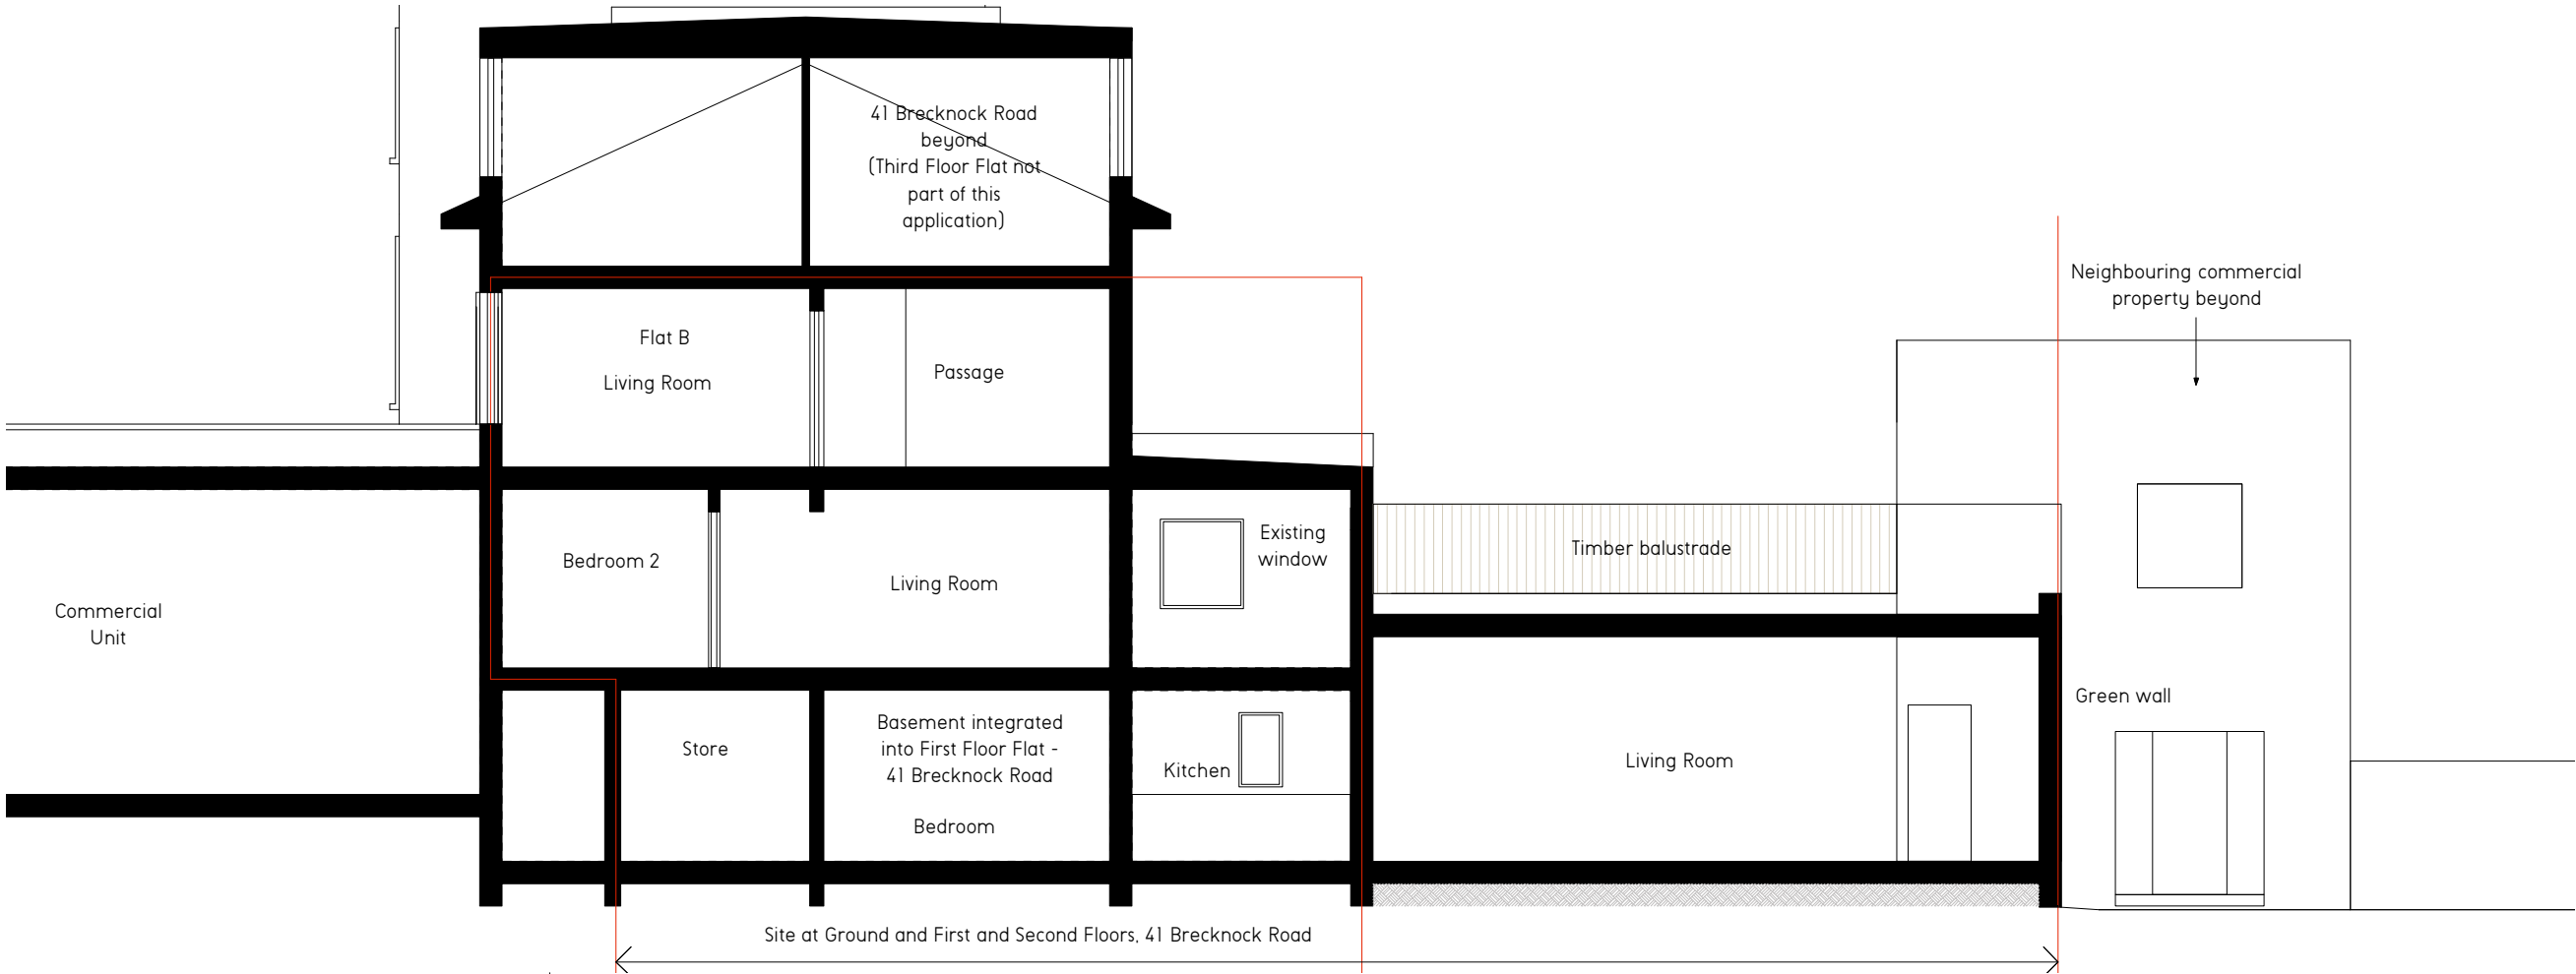 41 Brecknock Road
beyond
(Third Floor Flat not
part of this
application)
Neighbouring commercial
property beyond
Flat B
Living Room
Passage
Existing
window
Timber balustrade
Bedroom 2
Living Room
Commercial
Unit
Green wall
Store
Basement integrated
into First Floor Flat -
41 Brecknock Road
Bedroom
Kitchen
Living Room
Site at Ground and First and Second Floors, 41 Brecknock Road